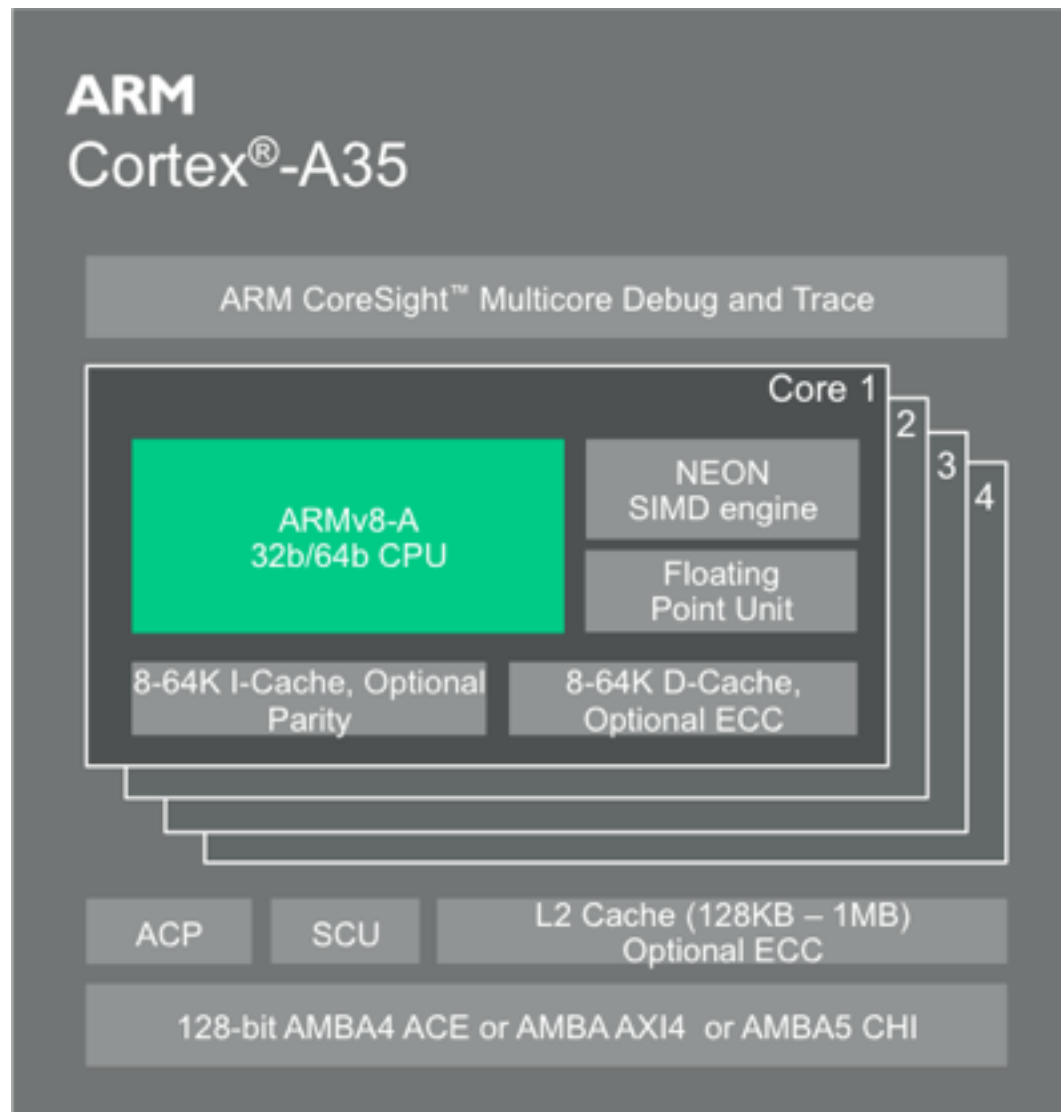 ARM
Cortex®-A35
ARM CoreSight™ Multicore Debug and Trace
Core 1
2
3
4
ARMv8-A
32b/64b CPU
NEON
SIMD engine
Floating
Point Unit
8-64K I-Cache, Optional
Parity
8-64K D-Cache,
Optional ECC
ACP
SCU
L2 Cache (128KB – 1MB)
Optional ECC
128-bit AMBA4 ACE or AMBA AXI4 or AMBA5 CHI